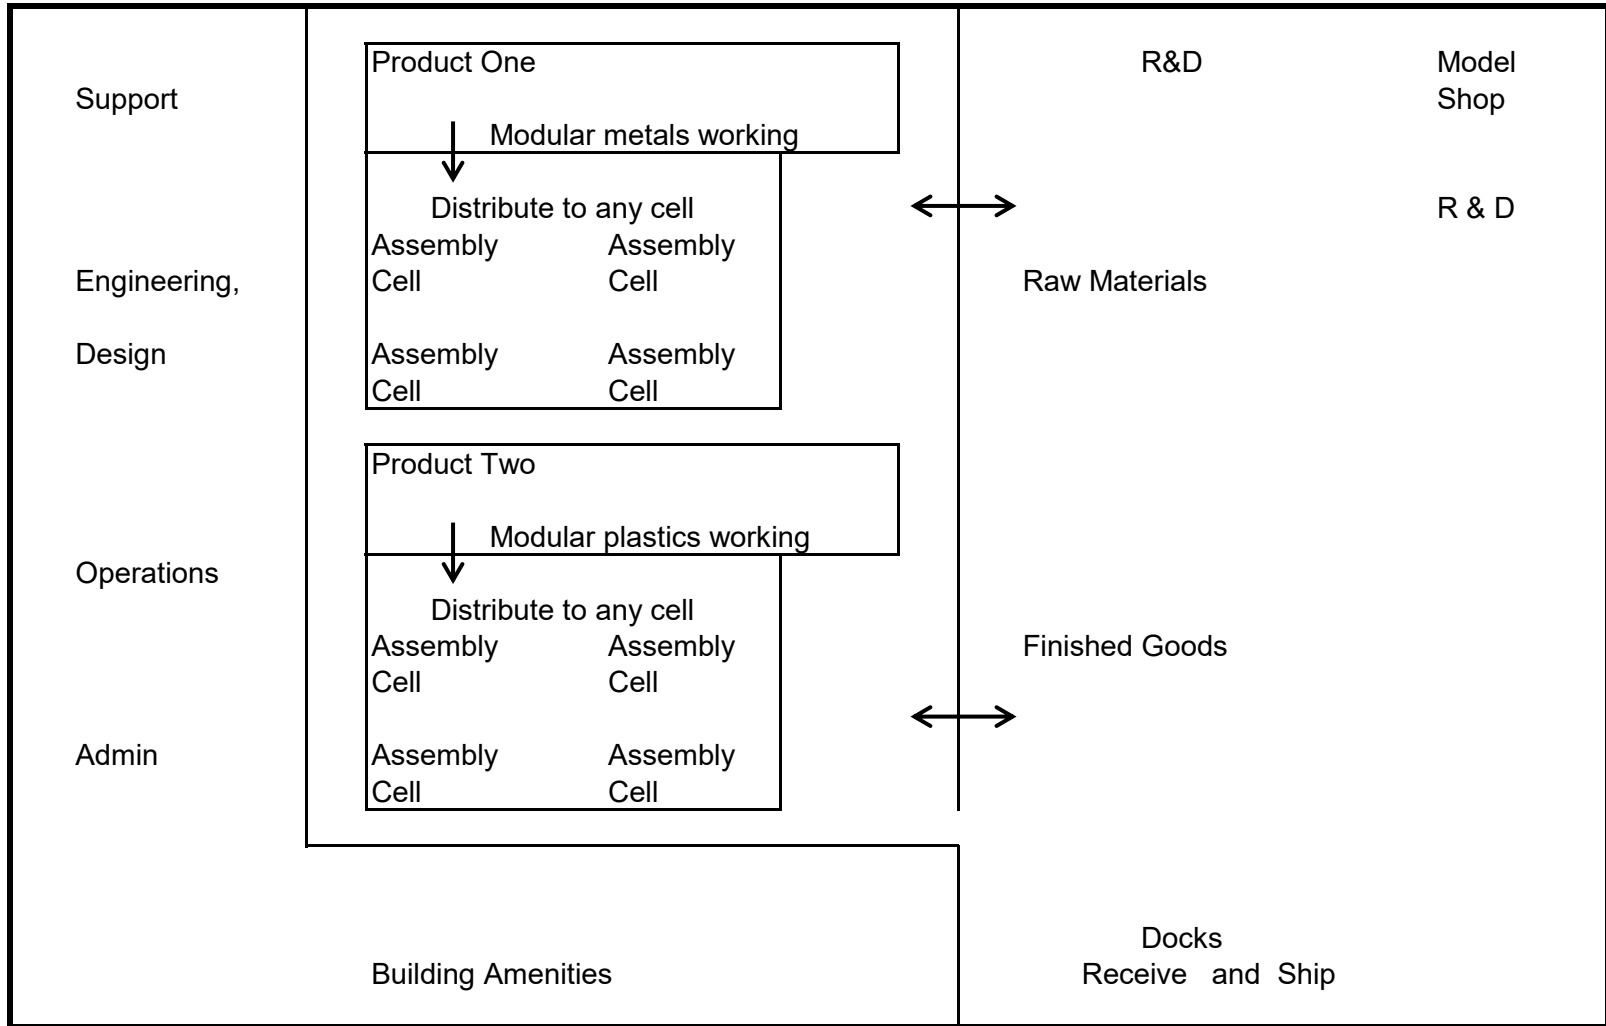 Product One R&D Model
Support Shop
Modular metals working
Distribute to any cell R & D
Assembly Assembly
Engineering, Cell Cell Raw Materials
Design Assembly Assembly
Cell Cell
Product Two
Modular plastics working
Operations
Distribute to any cell
Assembly Assembly Finished Goods
Cell Cell
Admin Assembly Assembly
Cell Cell
Docks
Building Amenities Receive and Ship